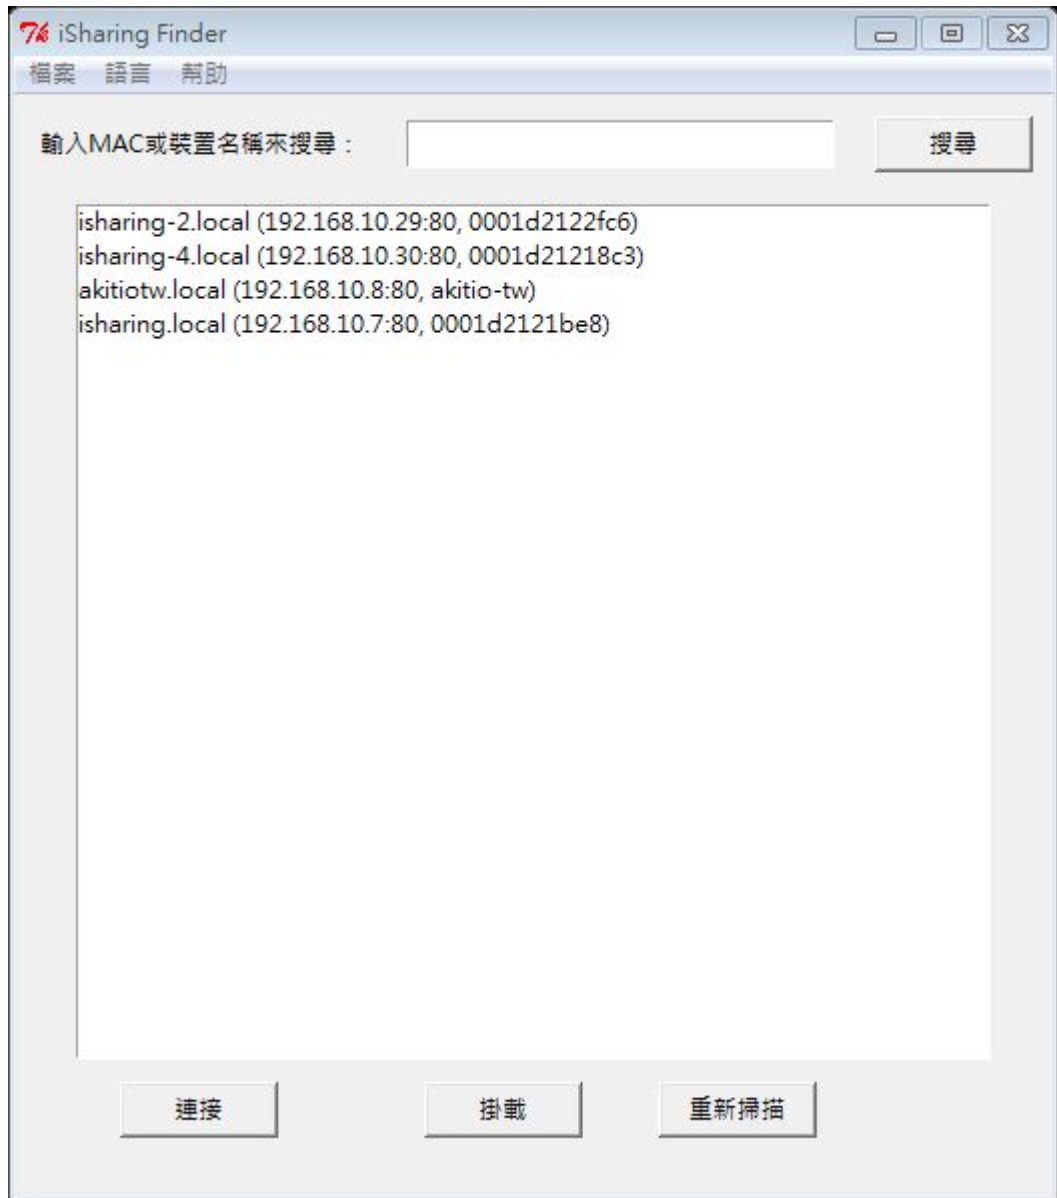 iSharing Finder
檔案 語言 幫助
輸入MAC或裝置名稱來搜尋：
搜尋
isharing-2.local (192.168.10.29:80, 0001d2122fc6)
isharing-4.local (192.168.10.30:80, 0001d21218c3)
akitiotw.local (192.168.10.8:80, akitio-tw)
isharing.local (192.168.10.7:80, 0001d2121be8)
連接 掛載 重新掃描